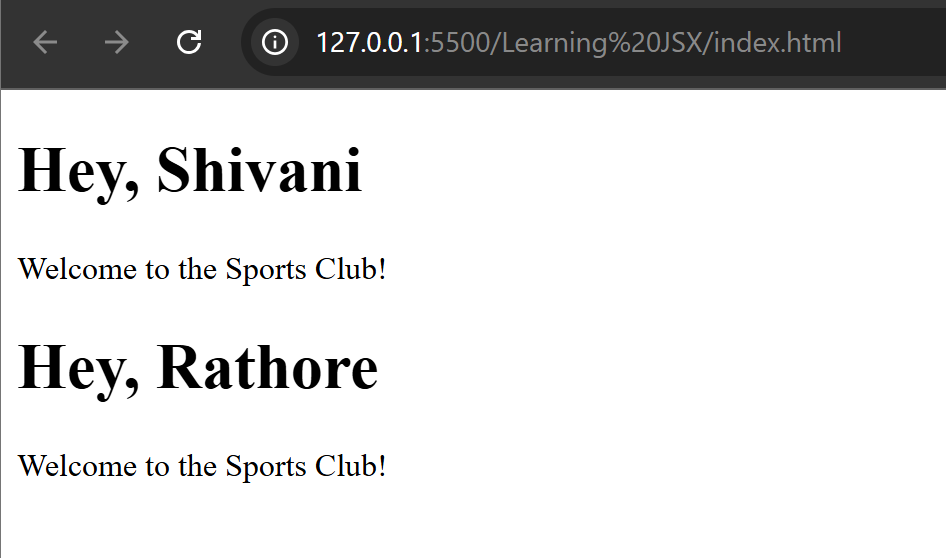 127.0.0.1:5500/Learning%20JSX/index.html
Hey, Shivani
Welcome to the Sports Club!
Hey, Rathore
Welcome to the Sports Club!